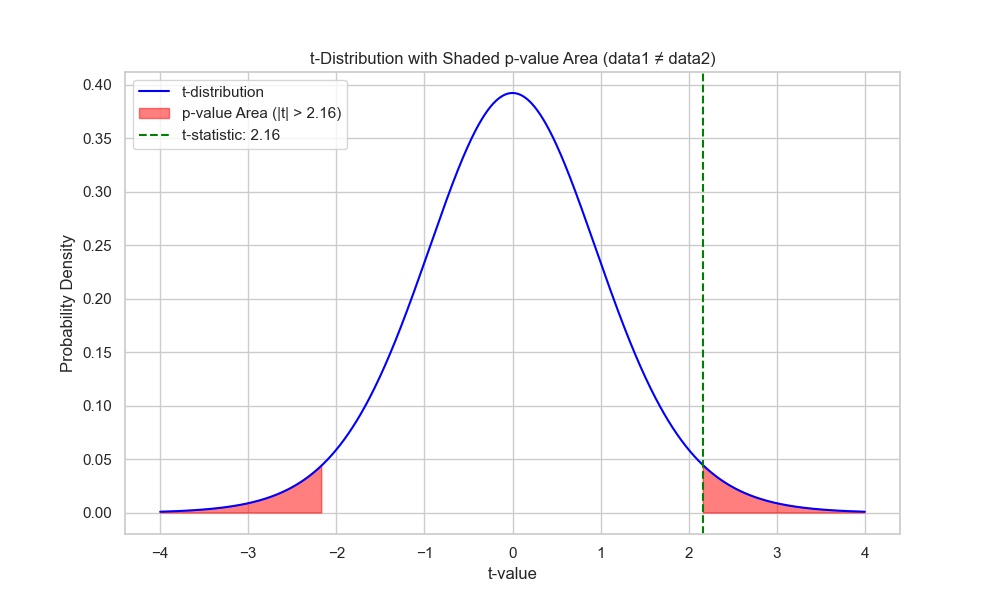 t-Distribution with Shaded p-value Area (data1 ≠ data2)
t-distribution
p-value Area (|t| > 2.16)
t-statistic: 2.16
Probability Density
0.40
0.35
0.30
0.25
0.20
0.15
0.10
0.05
0.00
−4 −3 −2 −1 0 1 2 3 4
t-value